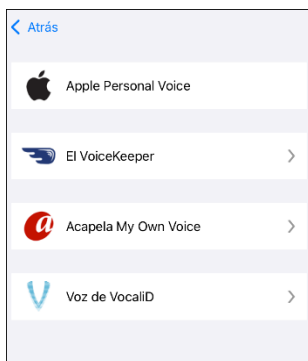 Atrás
Apple Personal Voice
El VoiceKeeper
Acapela My Own Voice
Voz de VocaliD